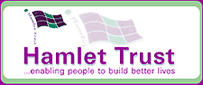 Hamlet Trust
...enabling people to build better lives